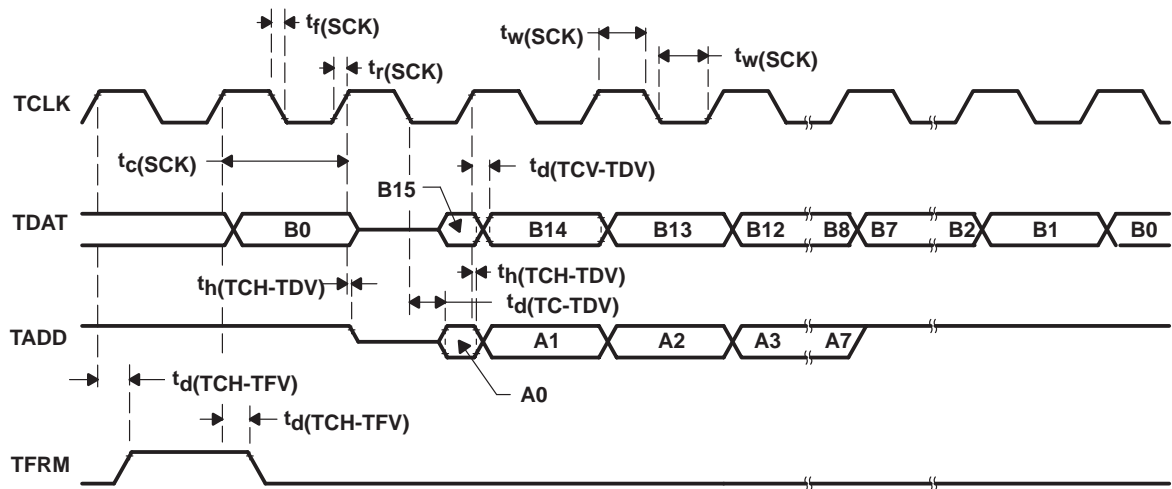 tf(SCK)
tw(SCK)
tw(SCK)
tr(SCK)
TCLK
tc(SCK)
td(TCV-TDV)
B15
TDAT
B0
B14
B13
B12
B8
B7
B2
B1
B0
th(TCH-TDV)
th(TCH-TDV)
td(TC-TDV)
TADD
A1
A2
A3
A7
td(TCH-TFV)
A0
td(TCH-TFV)
TFRM